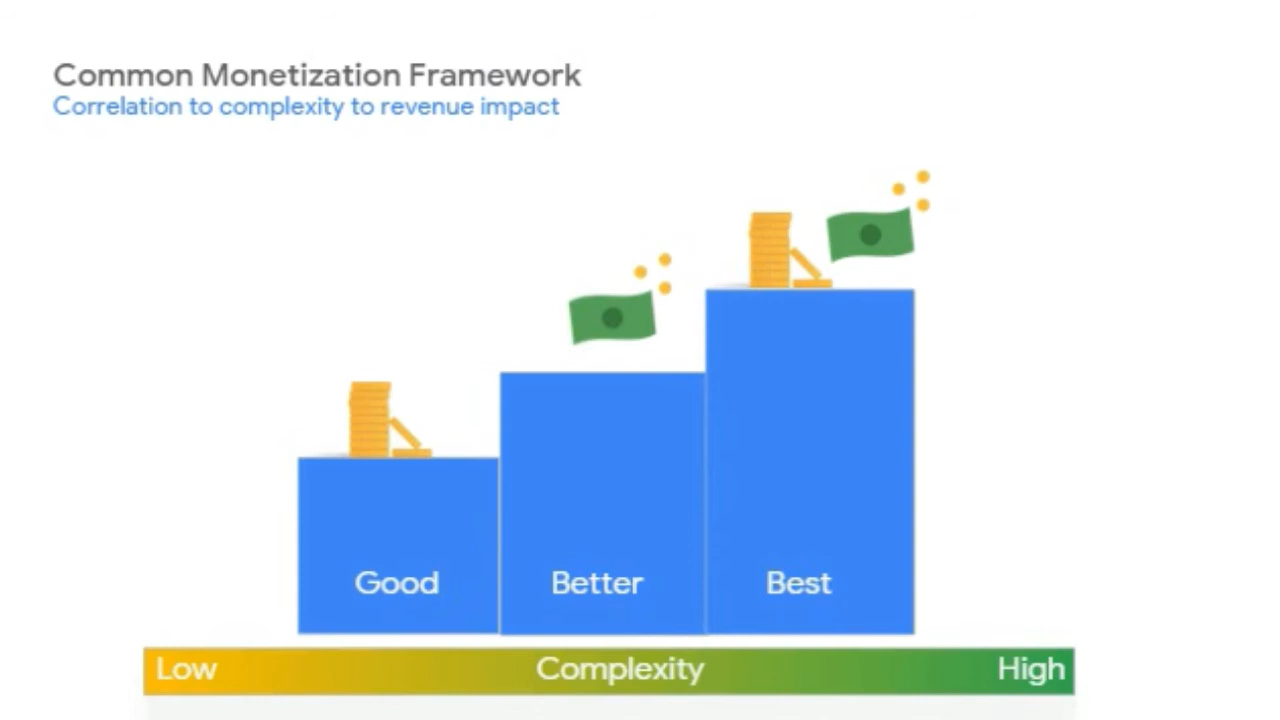 Common Monetization Framework
Correlation to complexity to revenue impact
Good Better Best
Low Complexity High